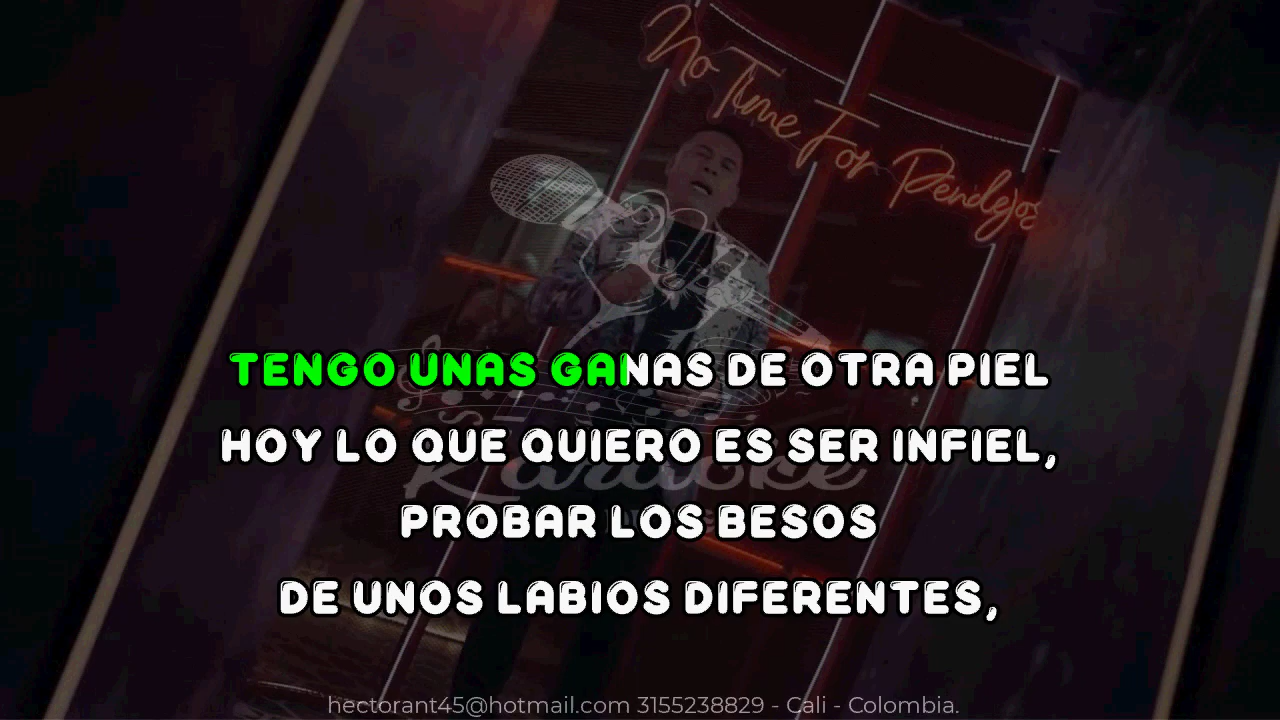 No Time For Pendejos
TENGO UNAS GANAS DE OTRA PIEL
HOY LO QUE QUIERO ES SER INFIEL,
Karaoke
PROBAR LOS BESOS
DE UNOS LABIOS DIFERENTES,
hectorant45@hotmail.com 3155238829 - Cali - Colombia.